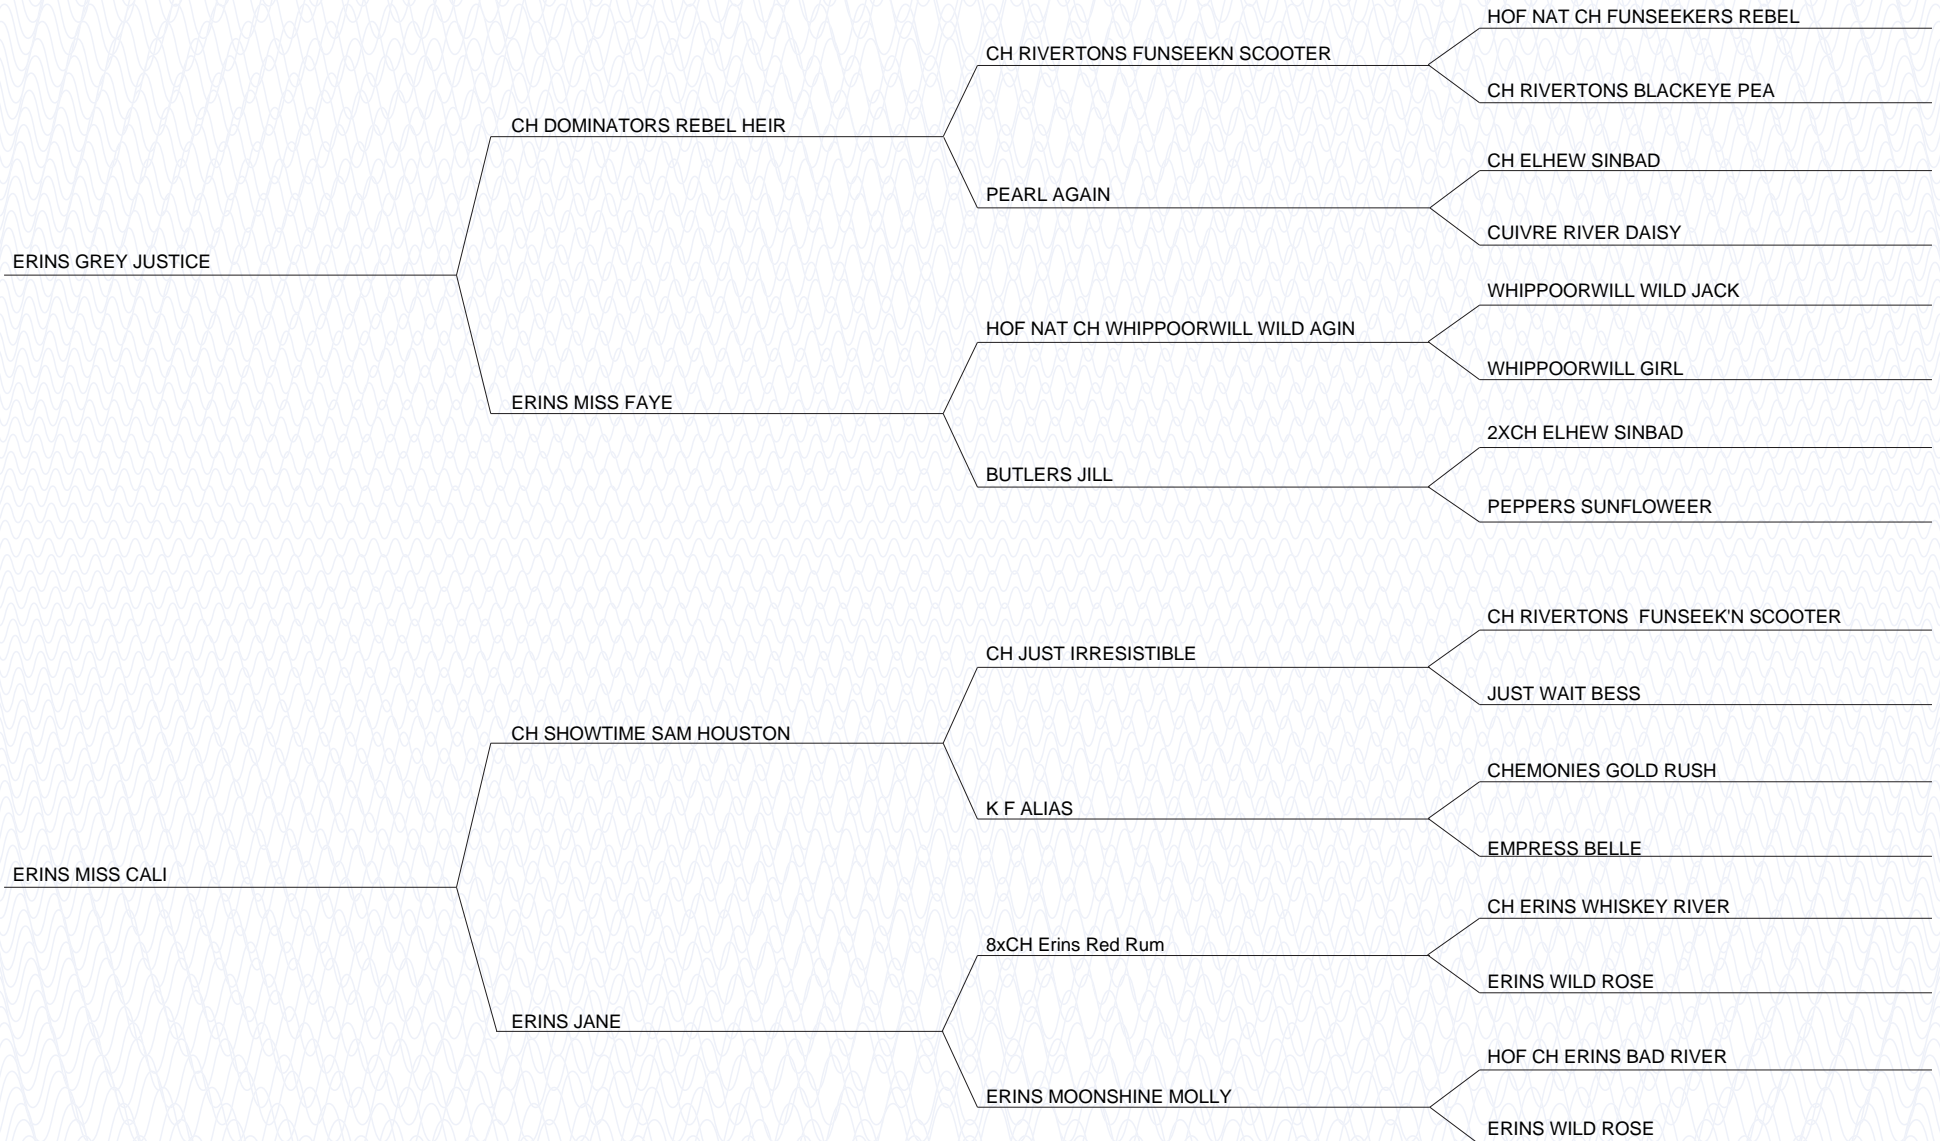 HOF NAT CH FUNSEEKERS REBEL
CH RIVERTONS FUNSEEKN SCOOTER
CH RIVERTONS BLACKEYE PEA
CH DOMINATORS REBEL HEIR
CH ELHEW SINBAD
PEARL AGAIN
CUIVRE RIVER DAISY
ERINS GREY JUSTICE
WHIPPOORWILL WILD JACK
HOF NAT CH WHIPPOORWILL WILD AGIN
WHIPPOORWILL GIRL
ERINS MISS FAYE
2XCH ELHEW SINBAD
BUTLERS JILL
PEPPERS SUNFLOWEER
CH RIVERTONS  FUNSEEK'N SCOOTER
CH JUST IRRESISTIBLE
JUST WAIT BESS
CH SHOWTIME SAM HOUSTON
CHEMONIES GOLD RUSH
K F ALIAS
EMPRESS BELLE
ERINS MISS CALI
CH ERINS WHISKEY RIVER
8xCH Erins Red Rum
ERINS WILD ROSE
ERINS JANE
HOF CH ERINS BAD RIVER
ERINS MOONSHINE MOLLY
ERINS WILD ROSE